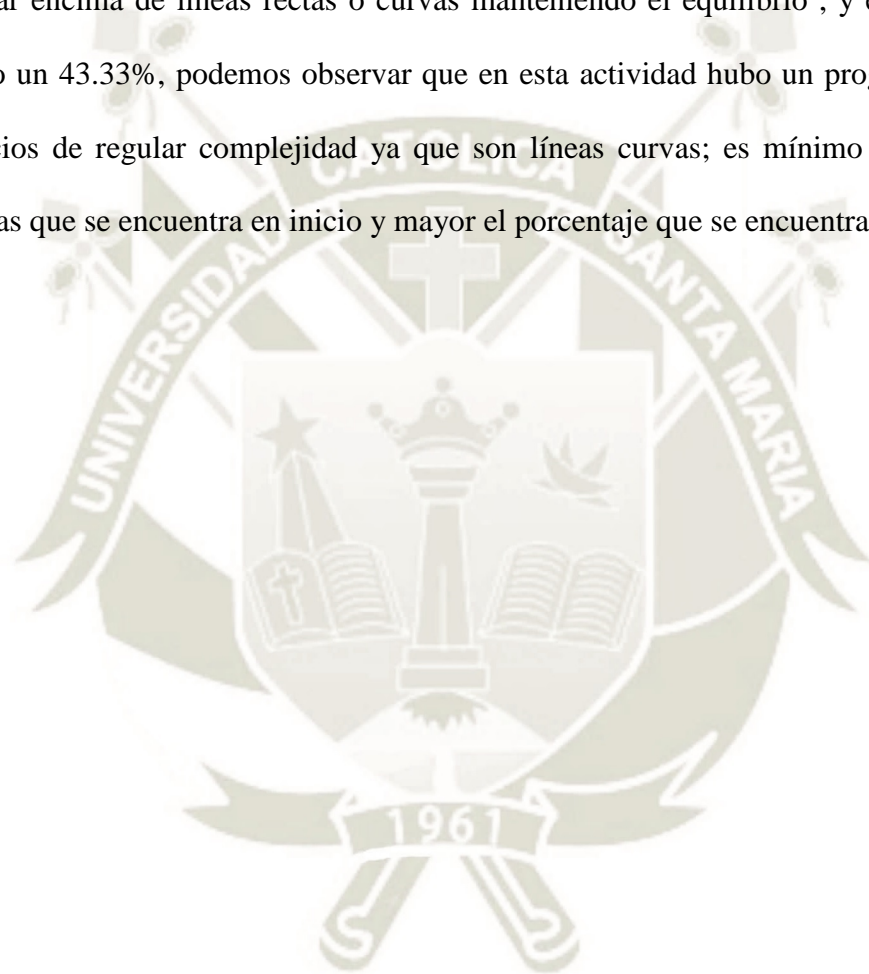 ar encima de líneas rectas o curvas manteniendo el equilibrio , y
o un 43.33%, podemos observar que en esta actividad hubo un prog
cios de regular complejidad ya que son líneas curvas; es mínimo
as que se encuentra en inicio y mayor el porcentaje que se encuentra
UNIVERSIDAD CATOLICA SANTA MARIA
1961